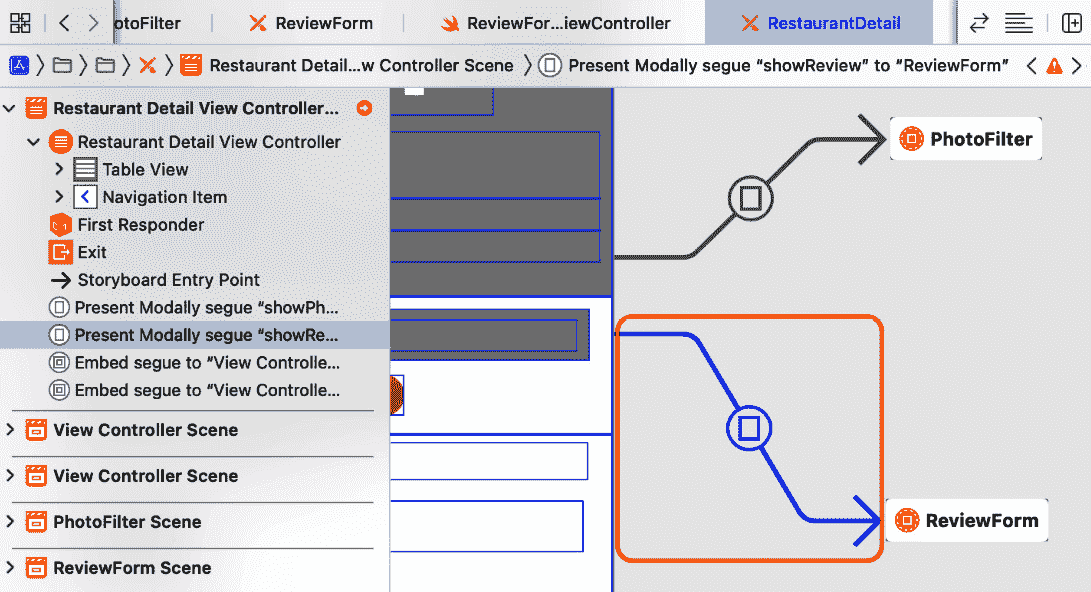 otoFilter
ReviewForm
ReviewFor...iewController
RestaurantDetail
Restaurant Detail...w Controller Scene
Present Modally segue “showReview” to “ReviewForm”
Restaurant Detail View Controller...
Restaurant Detail View Controller
Table View
Navigation Item
First Responder
Exit
Storyboard Entry Point
Present Modally segue “showPh...
Present Modally segue “showRe...
Embed segue to “View Controlle...
Embed segue to “View Controlle...
View Controller Scene
View Controller Scene
PhotoFilter Scene
ReviewForm Scene
PhotoFilter
ReviewForm